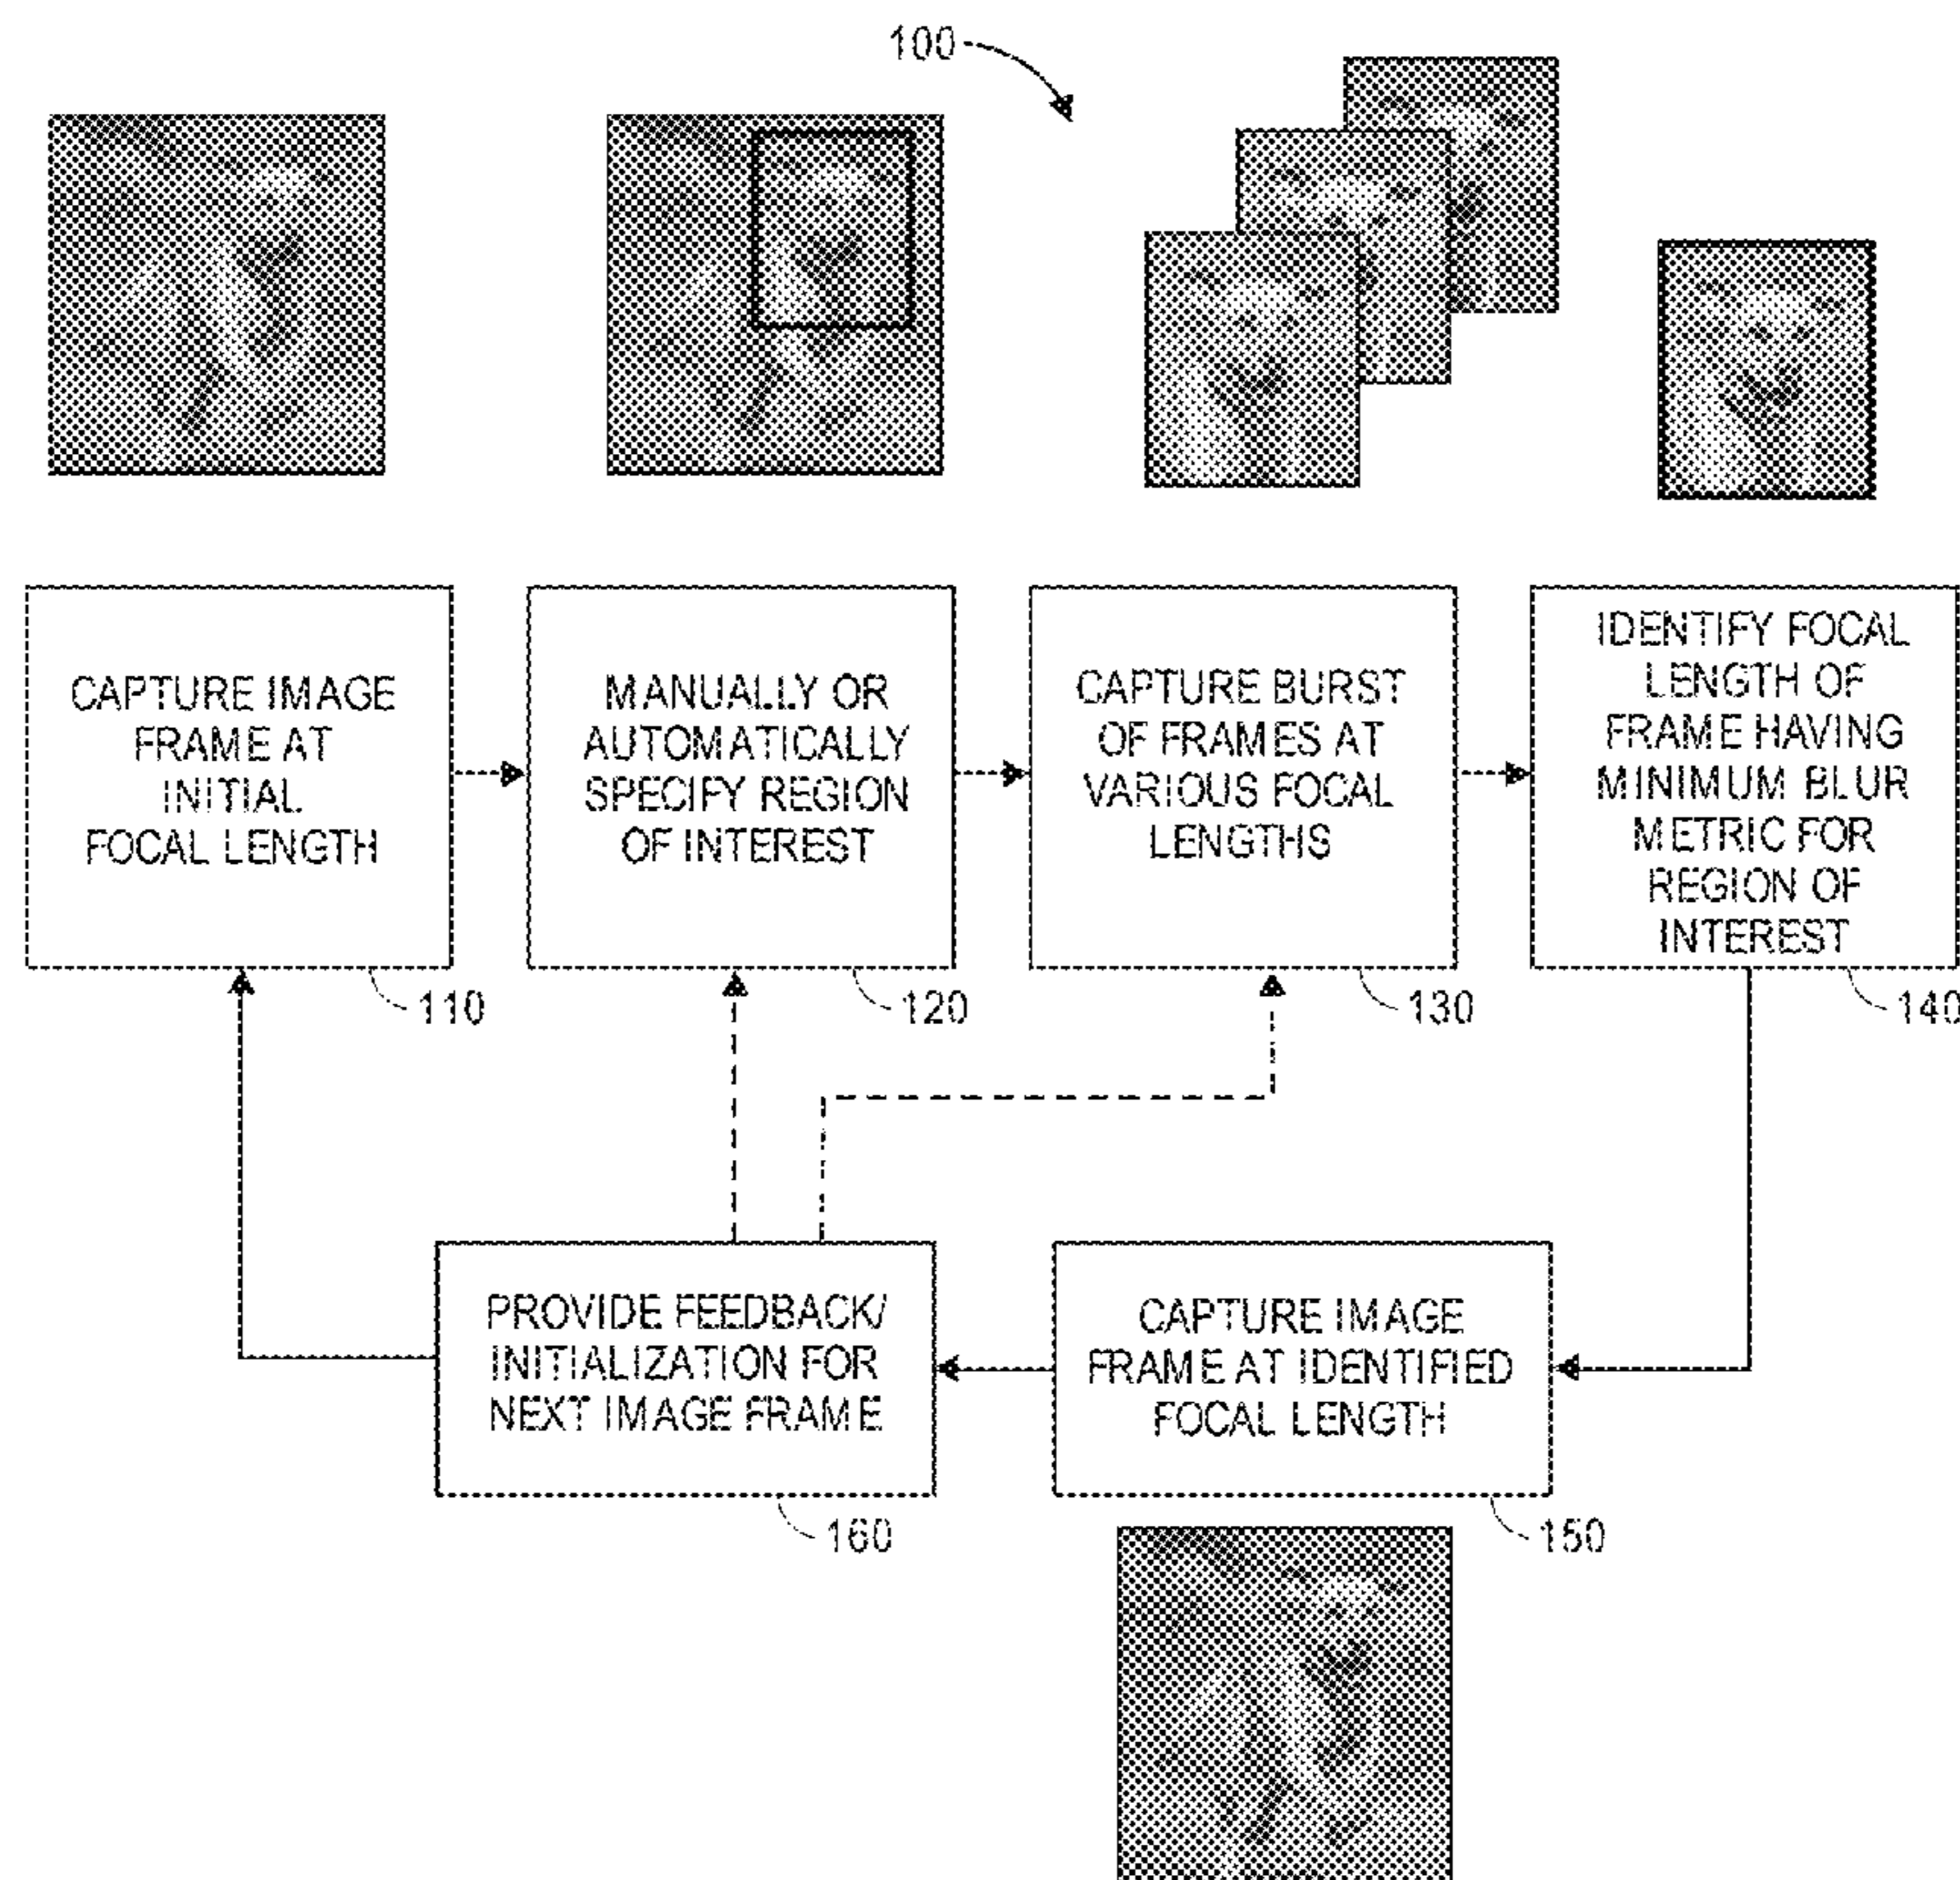 100
CAPTURE IMAGE
FRAME AT
INITIAL
FOCAL LENGTH
110
MANUALLY OR
AUTOMATICALLY
SPECIFY REGION
OF INTEREST
120
CAPTURE BURST
OF FRAMES AT
VARIOUS FOCAL
LENGTHS
130
IDENTIFY FOCAL
LENGTH OF
FRAME HAVING
MINIMUM BLUR
METRIC FOR
REGION OF
INTEREST
140
PROVIDE FEEDBACK/
INITIALIZATION FOR
NEXT IMAGE FRAME
160
CAPTURE IMAGE
FRAME AT IDENTIFIED
FOCAL LENGTH
150